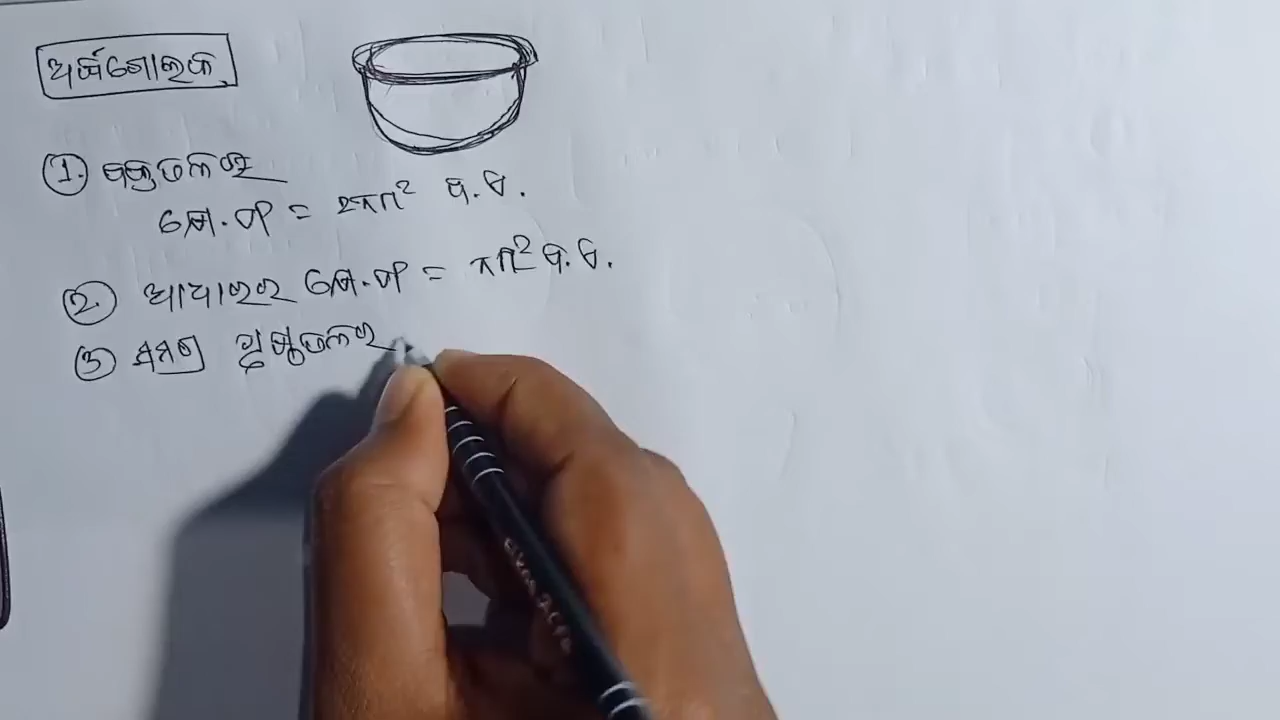 ଅର୍ଦ୍ଧଗୋଲକ
1. ବକ୍ରତଳର
କ୍ଷେ.ଫ = 2πr² ବ.ଏ.
2. ଆଧାରର କ୍ଷେ.ଫ = πr² ବ.ଏ.
3 ସମଗ୍ର ପୃଷ୍ଠତଳର